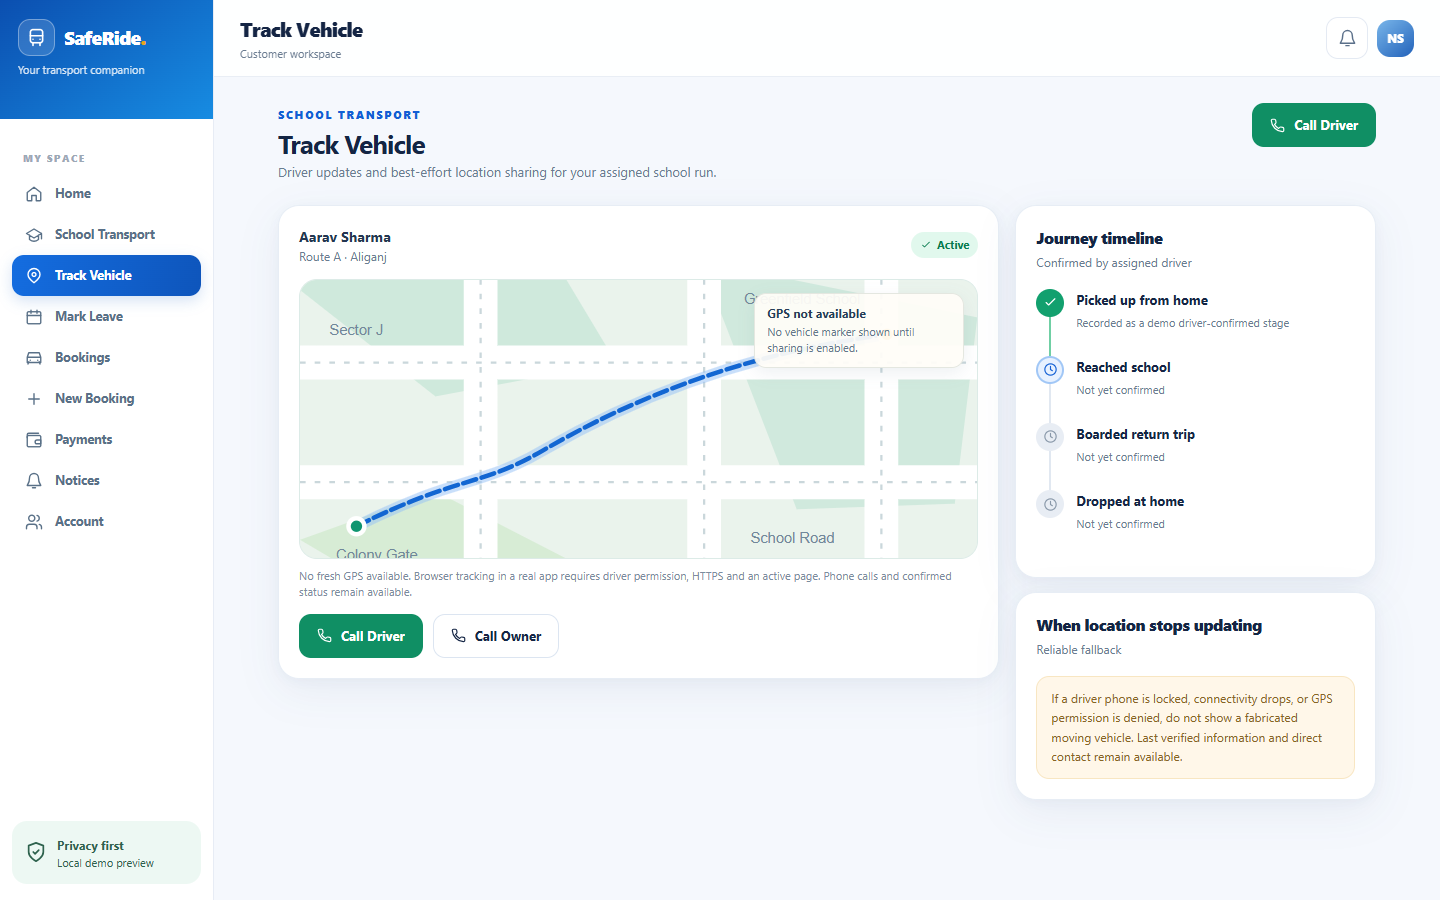 SafeRide.
Your transport companion
MY SPACE
Home
School Transport
Track Vehicle
Mark Leave
Bookings
New Booking
Payments
Notices
Account
Privacy first
Local demo preview
Track Vehicle
Customer workspace
NS
SCHOOL TRANSPORT
Track Vehicle
Driver updates and best-effort location sharing for your assigned school run.
Call Driver
Aarav Sharma
Route A · Aliganj
Active
Sector J
GPS not available
No vehicle marker shown until
sharing is enabled.
School Road
Colony Gate
No fresh GPS available. Browser tracking in a real app requires driver permission, HTTPS and an active page. Phone calls and confirmed
status remain available.
Call Driver
Call Owner
Journey timeline
Confirmed by assigned driver
Picked up from home
Recorded as a demo driver-confirmed stage
Reached school
Not yet confirmed
Boarded return trip
Not yet confirmed
Dropped at home
Not yet confirmed
When location stops updating
Reliable fallback
If a driver phone is locked, connectivity drops, or GPS
permission is denied, do not show a fabricated
moving vehicle. Last verified information and direct
contact remain available.